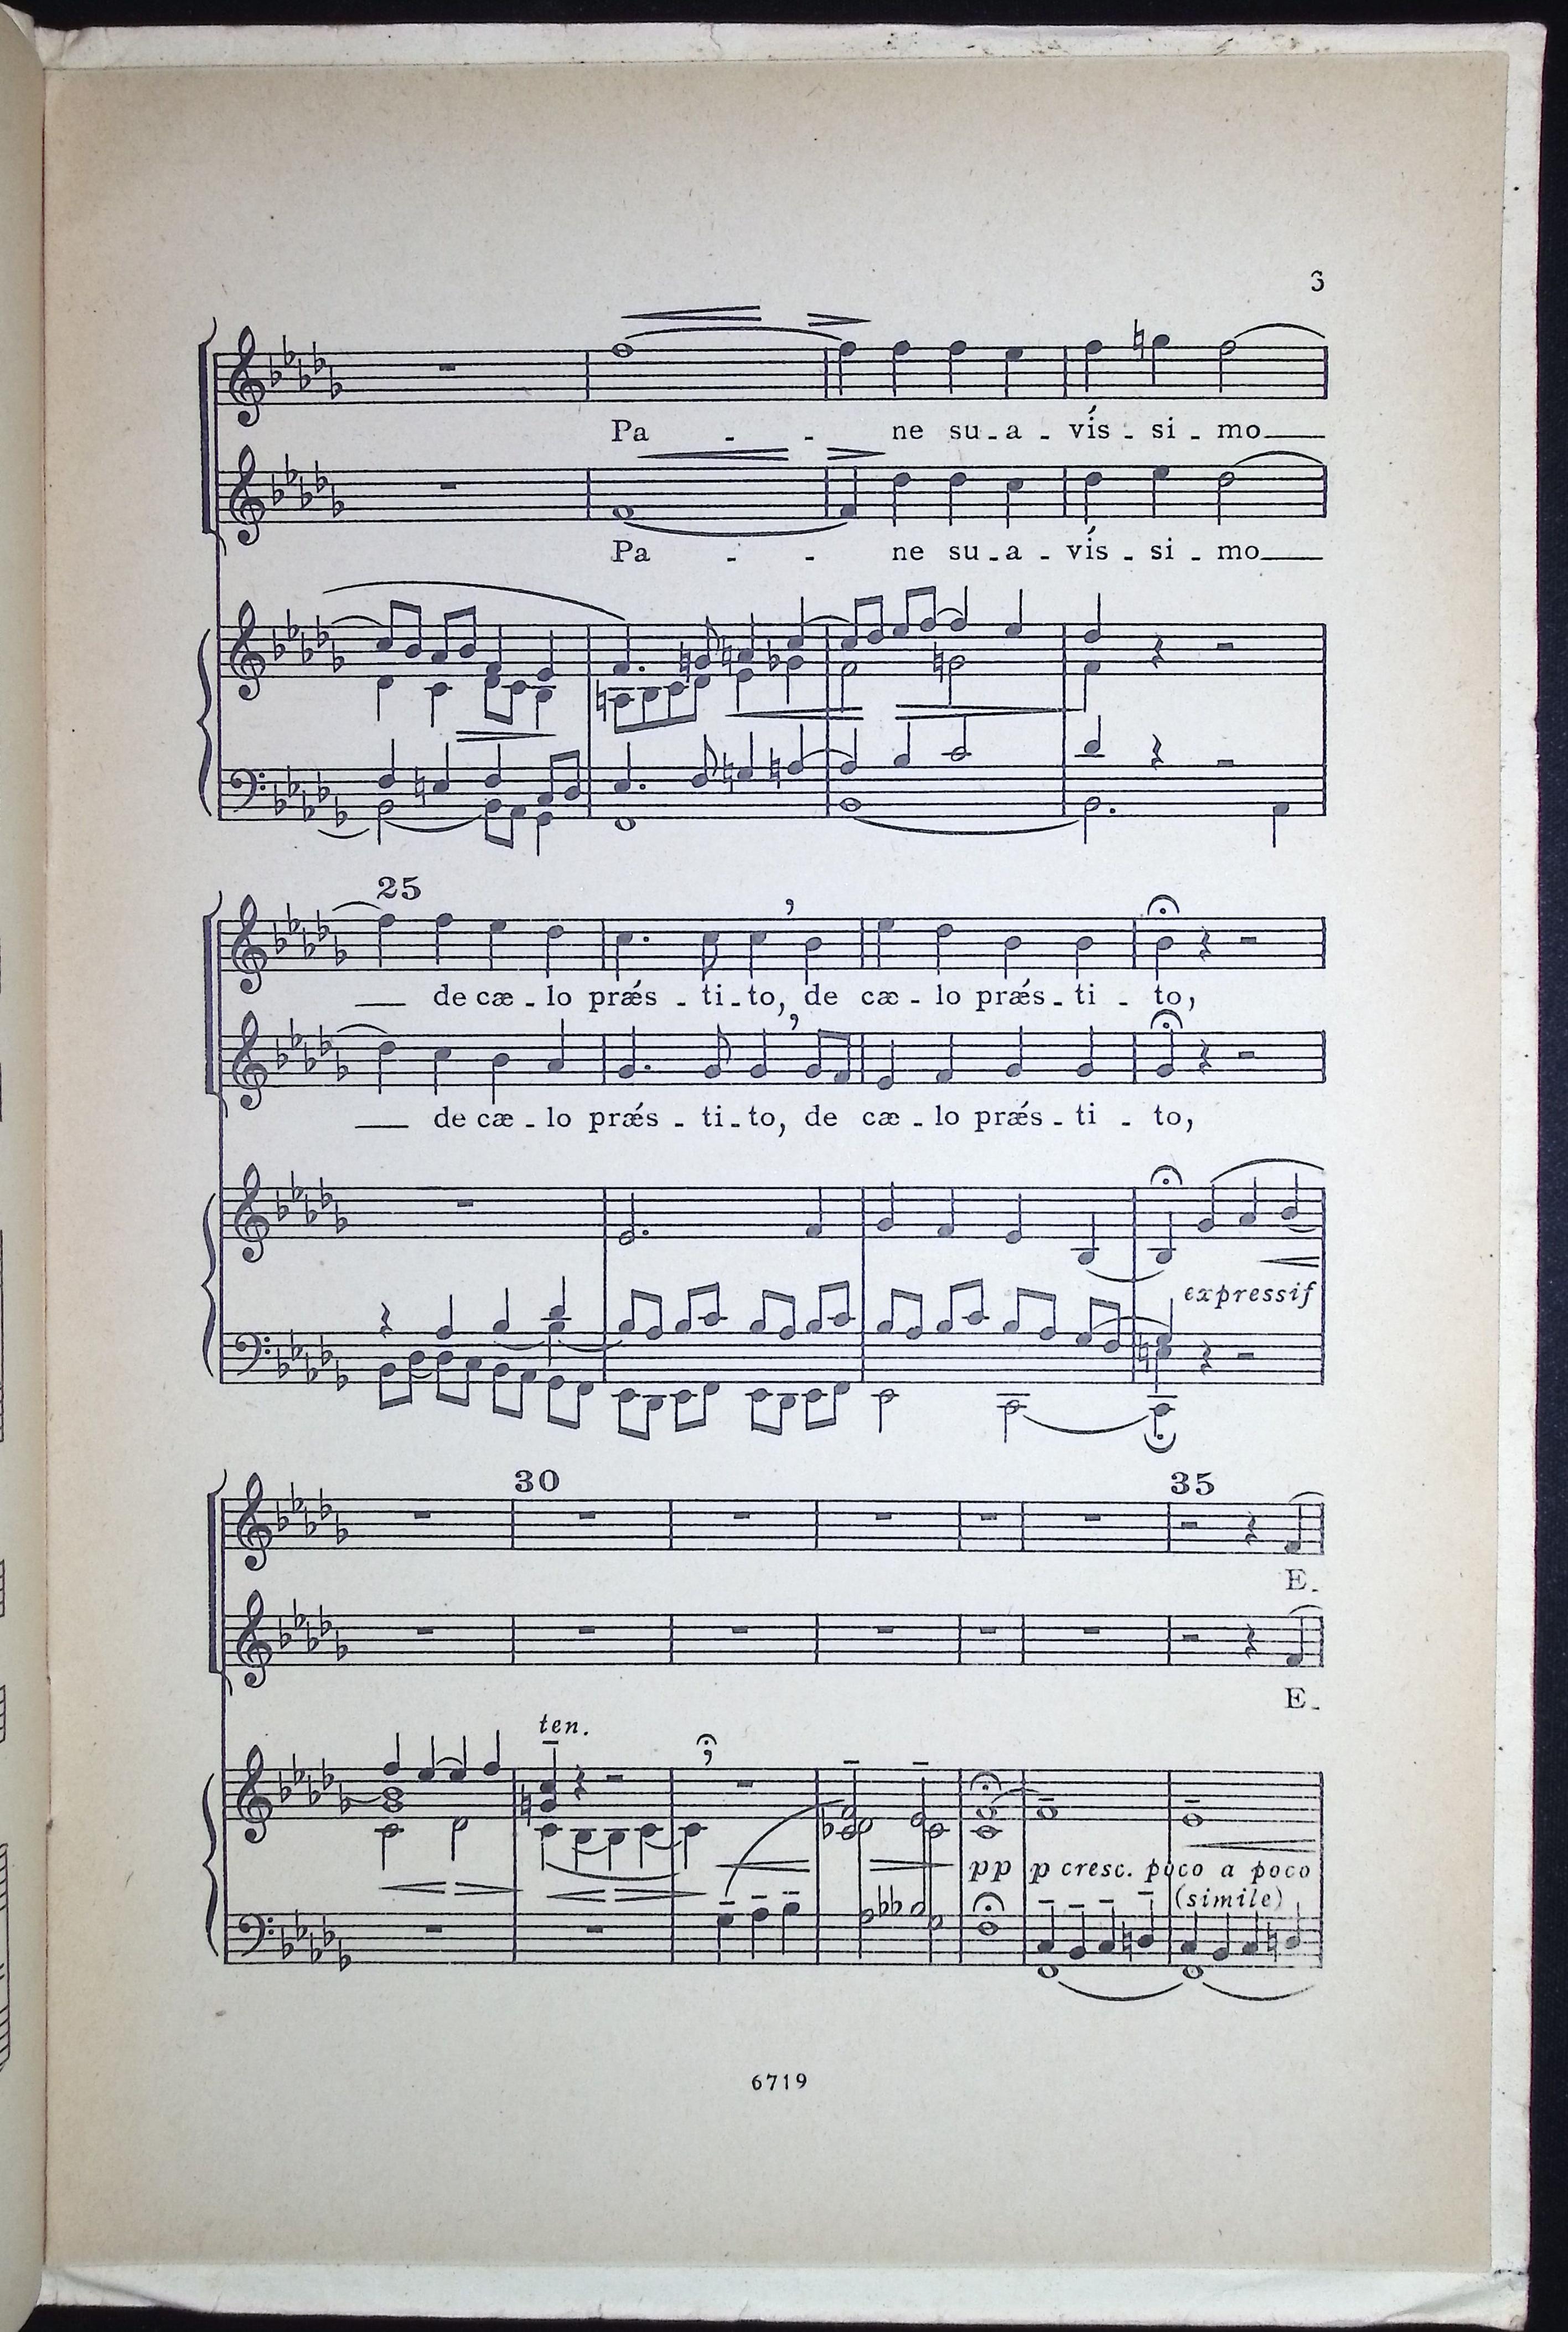 3
Pa - - ne su - a - vís - si - mo
Pa - - ne su - a - vís - si - mo
25
de cæ - lo prǽs - ti - to, de cæ - lo prǽs - ti - to,
de cæ - lo prǽs - ti - to, de cæ - lo prǽs - ti - to,
expressif
30 35
E -
E -
ten.
pp p cresc. poco a poco
(simile)
6719